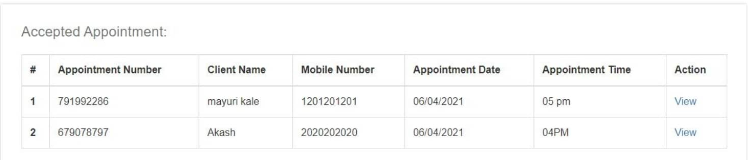 Accepted Appointment:
# Appointment Number Client Name Mobile Number Appointment Date Appointment Time Action
1 791992286 mayuri kale 1201201201 06/04/2021 05 pm View
2 679078797 Akash 2020202020 06/04/2021 04PM View